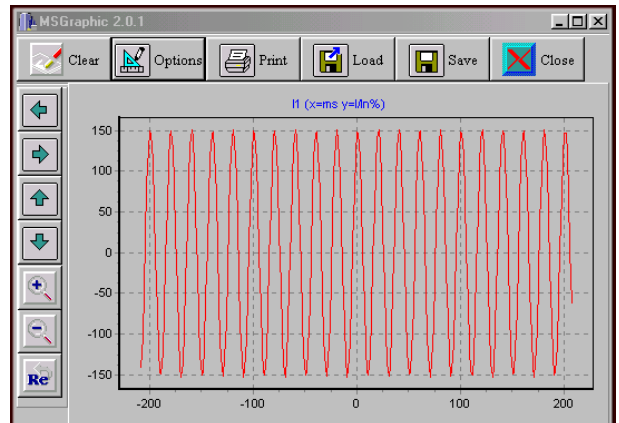 MSGraphic 2.0.1
Clear Options Print Load Save Close
I1 (x=ms y=I/In%)
150
100
50
0
-50
-100
-150
Re
-200 -100 0 100 200